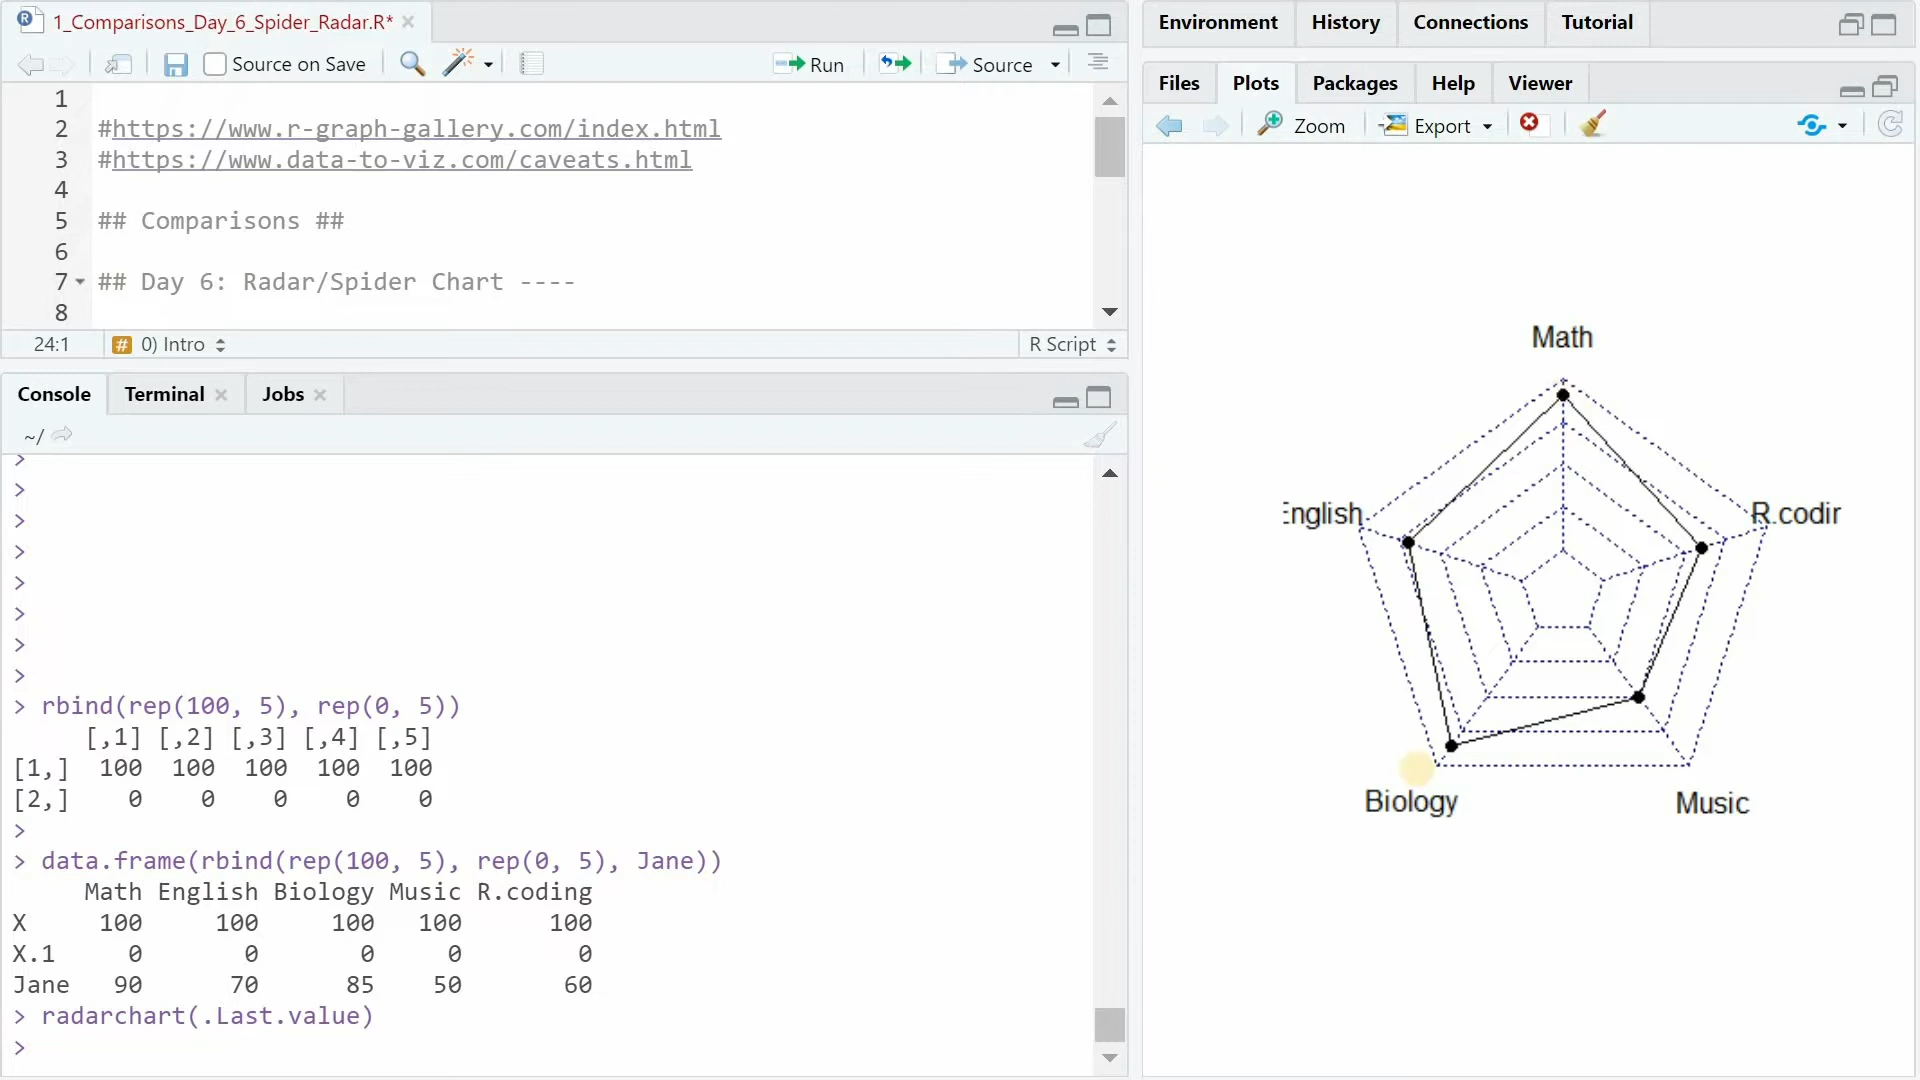 1_Comparisons_Day_6_Spider_Radar.R*
Source on Save
Run
Source
1
2 #https://www.r-graph-gallery.com/index.html
3 #https://www.data-to-viz.com/caveats.html
4
5 ## Comparisons ##
6
7 ## Day 6: Radar/Spider Chart ----
8
24:1 # 0) Intro R Script
Console Terminal Jobs
~/
>
>
>
>
>
>
>
>
> rbind(rep(100, 5), rep(0, 5))
[,1] [,2] [,3] [,4] [,5]
[1,] 100 100 100 100 100
[2,] 0 0 0 0 0
>
> data.frame(rbind(rep(100, 5), rep(0, 5), Jane))
Math English Biology Music R.coding
X 100 100 100 100 100
X.1 0 0 0 0 0
Jane 90 70 85 50 60
> radarchart(.Last.value)
>
Environment History Connections Tutorial
Files Plots Packages Help Viewer
Zoom Export
Math
English R.codir
Biology Music